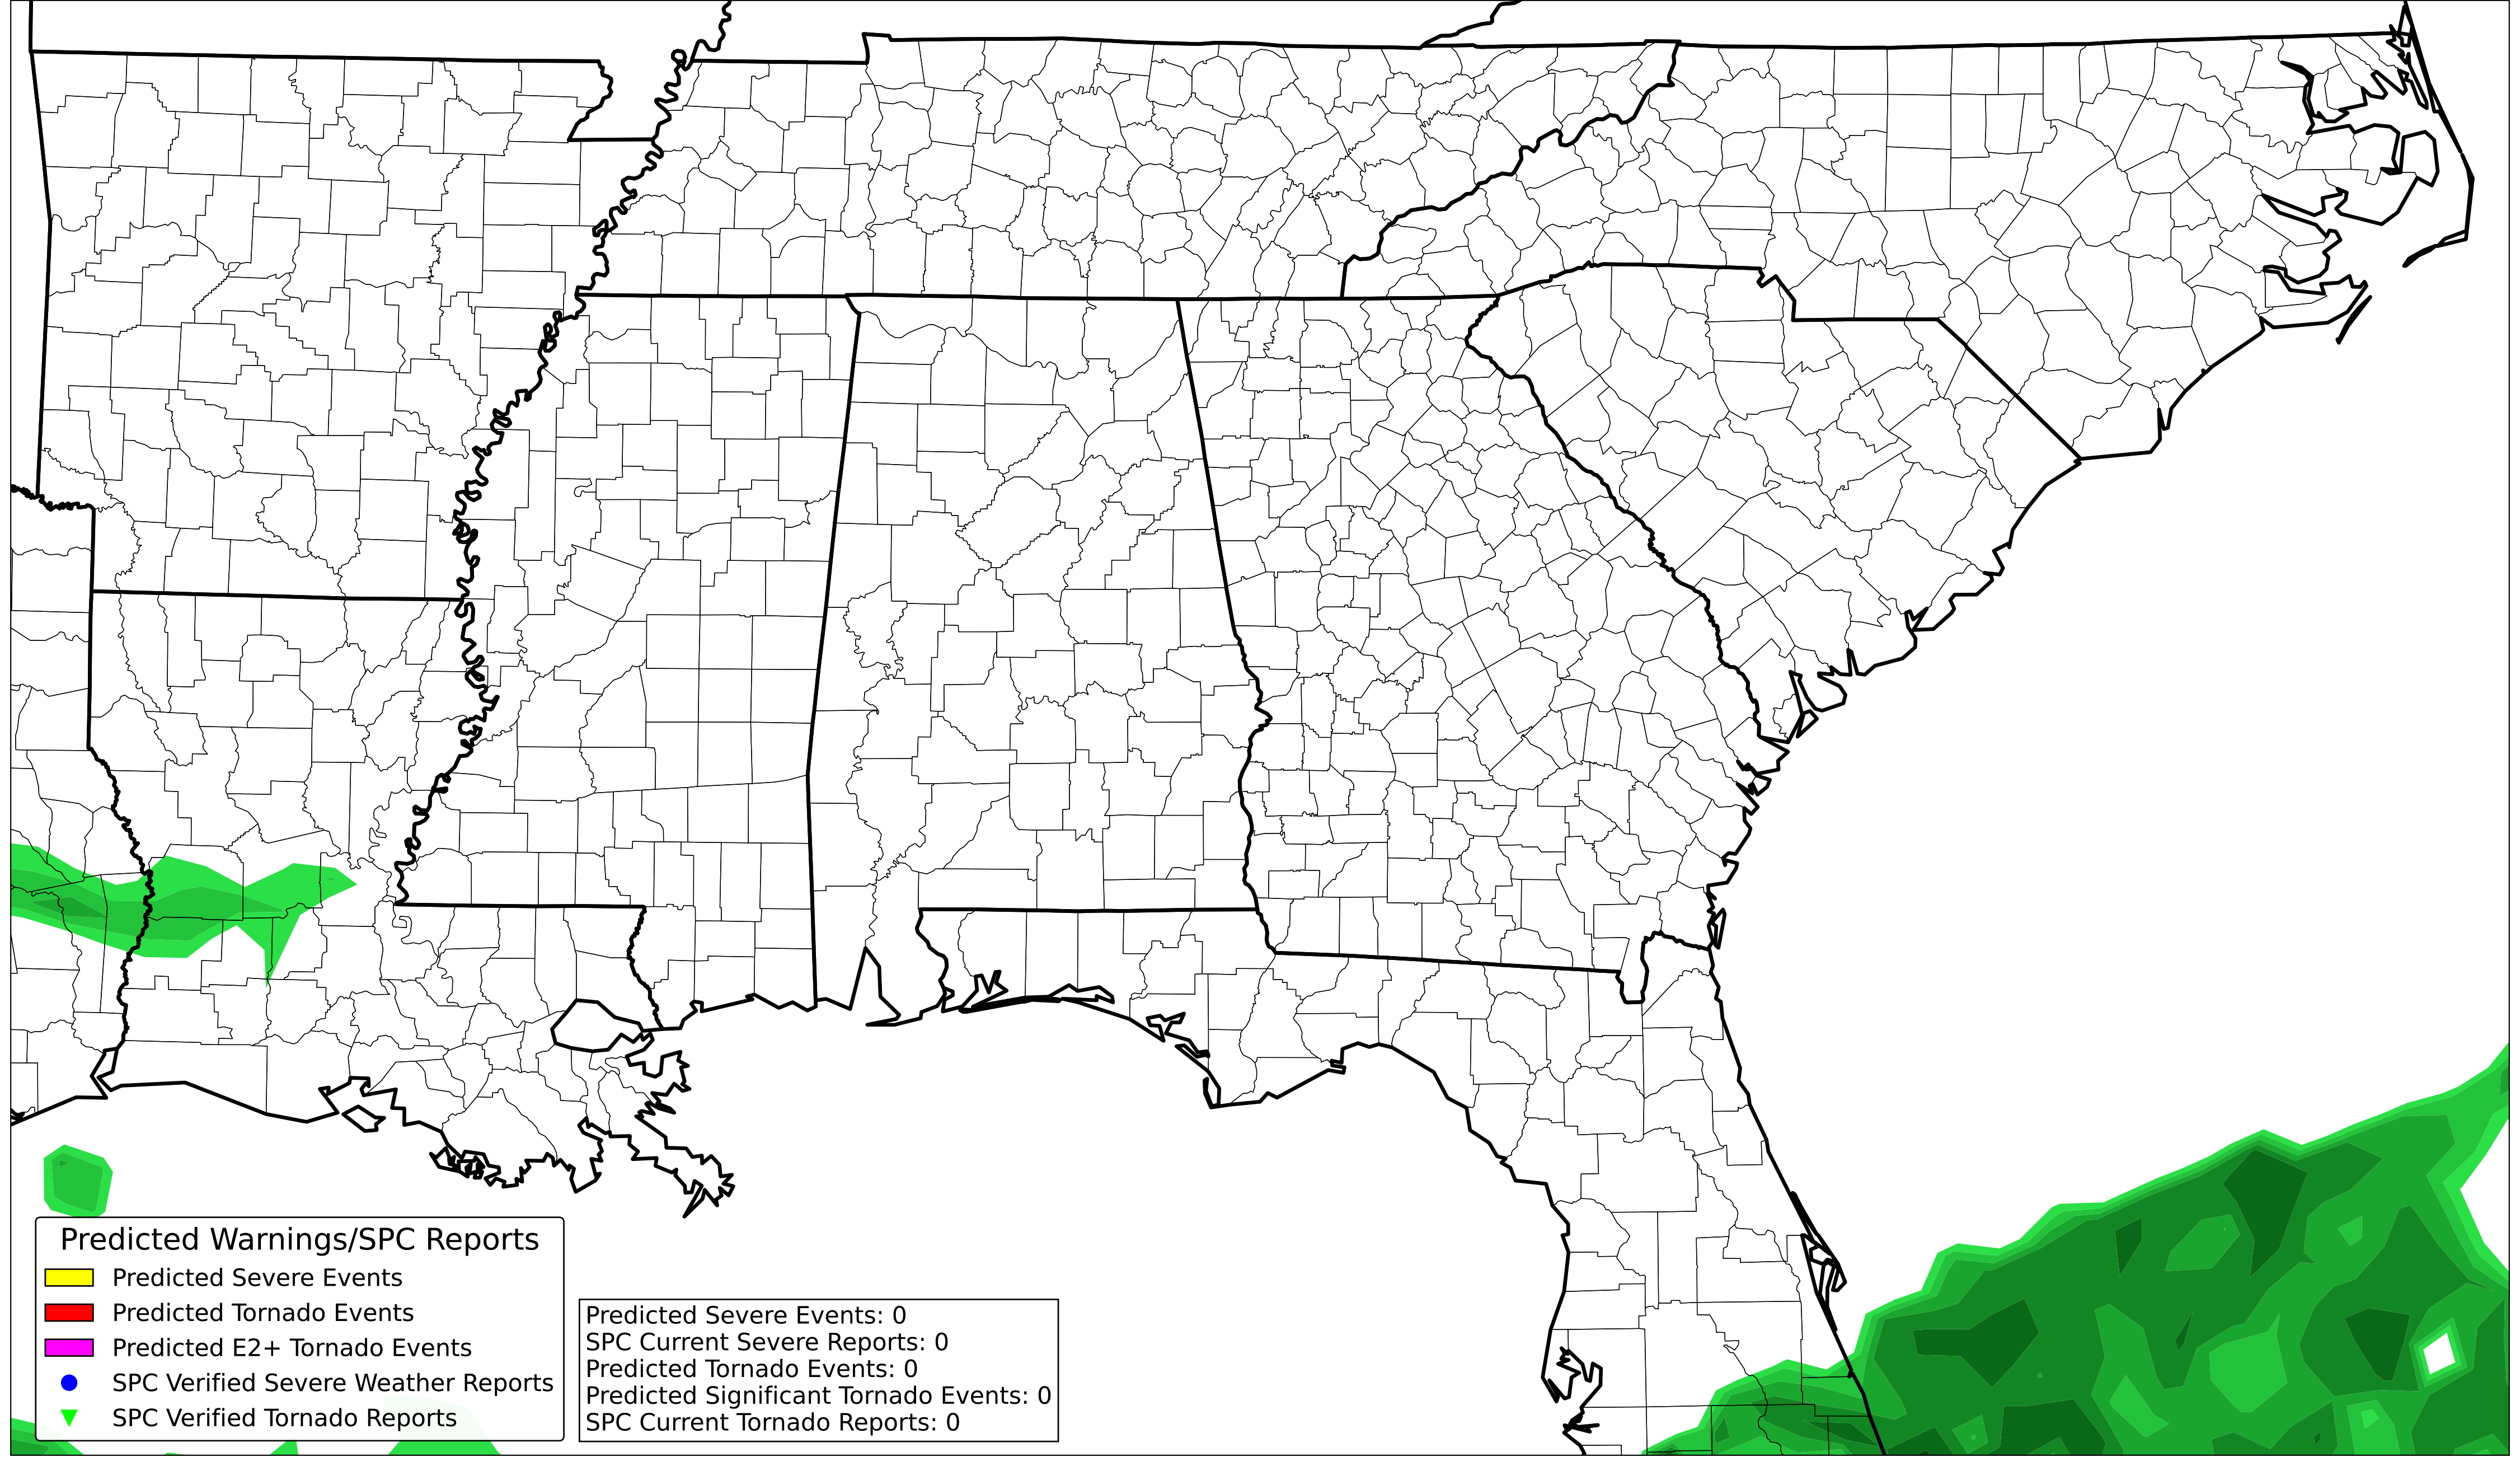 Predicted Warnings/SPC Reports
Predicted Severe Events
Predicted Tornado Events
Predicted E2+ Tornado Events
SPC Verified Severe Weather Reports
SPC Verified Tornado Reports
Predicted Severe Events: 0
SPC Current Severe Reports: 0
Predicted Tornado Events: 0
Predicted Significant Tornado Events: 0
SPC Current Tornado Reports: 0